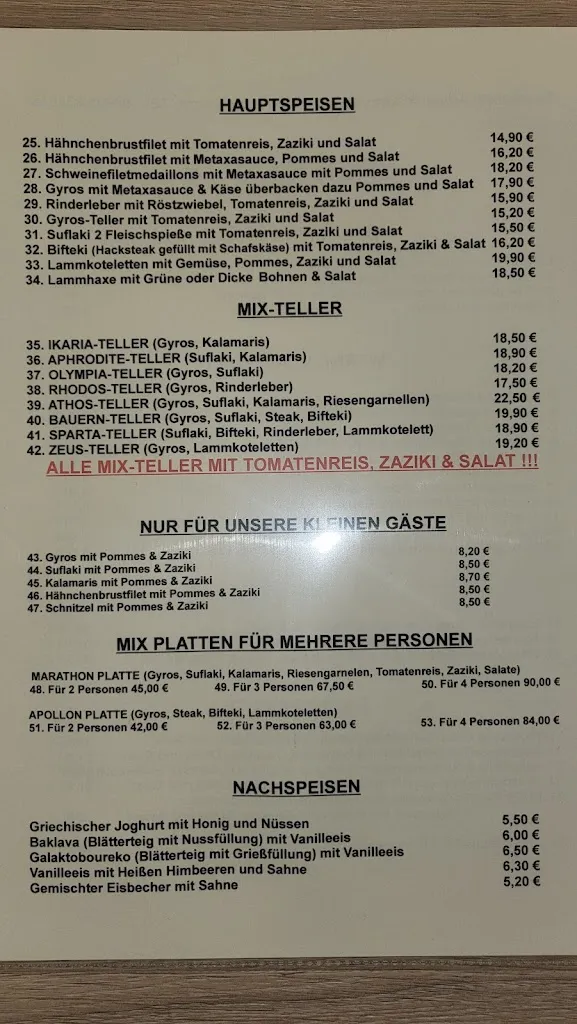 HAUPTSPEISEN
25. Hähnchenbrustfilet mit Tomatenreis, Zaziki und Salat 14,90 €
26. Hähnchenbrustfilet mit Metaxasauce, Pommes und Salat 16,20 €
27. Schweinefiletmedaillons mit Metaxasauce mit Pommes und Salat 18,20 €
28. Gyros mit Metaxasauce & Käse überbacken dazu Pommes und Salat 17,90 €
29. Rinderleber mit Röstzwiebel, Tomatenreis, Zaziki und Salat 15,90 €
30. Gyros-Teller mit Tomatenreis, Zaziki und Salat 15,20 €
31. Suflaki 2 Fleischspieße mit Tomatenreis, Zaziki und Salat 15,50 €
32. Bifteki (Hacksteak gefüllt mit Schafskäse) mit Tomatenreis, Zaziki & Salat 16,20 €
33. Lammkoteletten mit Gemüse, Pommes, Zaziki und Salat 19,90 €
34. Lammhaxe mit Grüne oder Dicke Bohnen & Salat 18,50 €
MIX-TELLER
35. IKARIA-TELLER (Gyros, Kalamaris) 18,50 €
36. APHRODITE-TELLER (Suflaki, Kalamaris) 18,90 €
37. OLYMPIA-TELLER (Gyros, Suflaki) 18,20 €
38. RHODOS-TELLER (Gyros, Rinderleber) 17,50 €
39. ATHOS-TELLER (Gyros, Suflaki, Kalamaris, Riesengarnellen) 22,50 €
40. BAUERN-TELLER (Gyros, Suflaki, Steak, Bifteki) 19,90 €
41. SPARTA-TELLER (Suflaki, Bifteki, Rinderleber, Lammkotelett) 18,90 €
42. ZEUS-TELLER (Gyros, Lammkoteletten) 19,20 €
ALLE MIX-TELLER MIT TOMATENREIS, ZAZIKI & SALAT !!!
NUR FÜR UNSERE KLEINEN GÄSTE
43. Gyros mit Pommes & Zaziki 8,20 €
44. Suflaki mit Pommes & Zaziki 8,50 €
45. Kalamaris mit Pommes & Zaziki 8,70 €
46. Hähnchenbrustfilet mit Pommes & Zaziki 8,50 €
47. Schnitzel mit Pommes & Zaziki 8,50 €
MIX PLATTEN FÜR MEHRERE PERSONEN
MARATHON PLATTE (Gyros, Suflaki, Kalamaris, Riesengarnelen, Tomatenreis, Zaziki, Salate)
48. Für 2 Personen 45,00 € 49. Für 3 Personen 67,50 € 50. Für 4 Personen 90,00 €
APOLLON PLATTE (Gyros, Steak, Bifteki, Lammkoteletten)
51. Für 2 Personen 42,00 € 52. Für 3 Personen 63,00 € 53. Für 4 Personen 84,00 €
NACHSPEISEN
Griechischer Joghurt mit Honig und Nüssen 5,50 €
Baklava (Blätterteig mit Nussfüllung) mit Vanilleeis 6,00 €
Galaktoboureko (Blätterteig mit Grießfüllung) mit Vanilleeis 6,50 €
Vanilleeis mit Heißen Himbeeren und Sahne 6,30 €
Gemischter Eisbecher mit Sahne 5,20 €